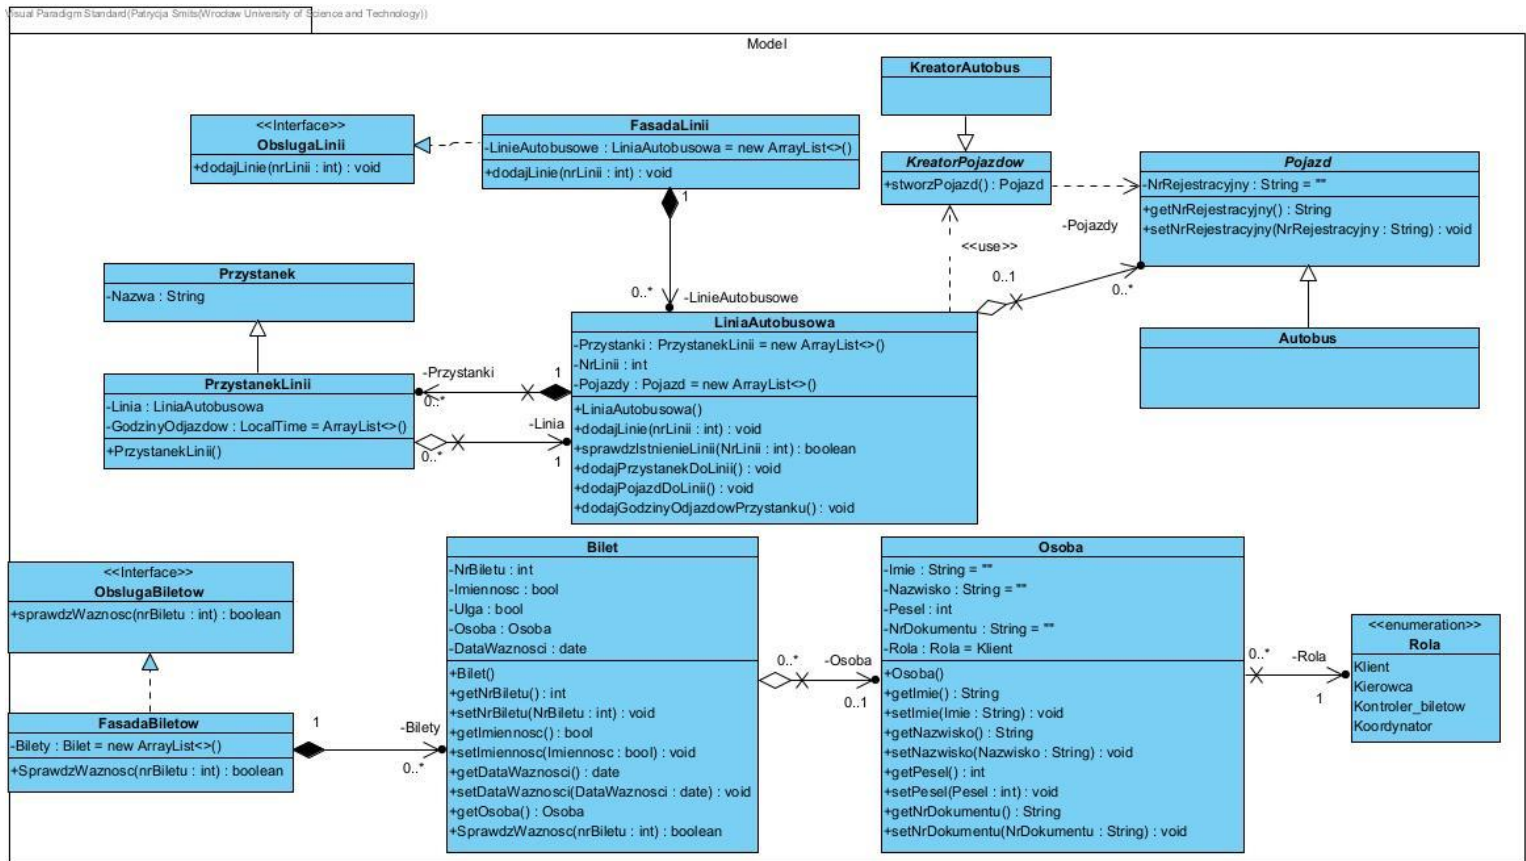 Visual Paradigm Standard(Patrycja Smits(Wrocław University of Science and Technology))
Model
KreatorAutobus
<<Interface>>
ObslugaLinii
+dodajLinie(nrLinii : int) : void
FasadaLinii
-LinieAutobusowe : LiniaAutobusowa = new ArrayList<>()
+dodajLinie(nrLinii : int) : void
1
KreatorPojazdow
+stworzPojazd() : Pojazd
Pojazd
-NrRejestracyjny : String = ""
+getNrRejestracyjny() : String
+setNrRejestracyjny(NrRejestracyjny : String) : void
-Pojazdy
<<use>>
0..1
0..*
Przystanek
-Nazwa : String
0..*
-LinieAutobusowe
LiniaAutobusowa
-Przystanki : PrzystanekLinii = new ArrayList<>()
-NrLinii : int
-Pojazdy : Pojazd = new ArrayList<>()
+LiniaAutobusowa()
+dodajLinie(nrLinii : int) : void
+sprawdzIstnienieLinii(NrLinii : int) : boolean
+dodajPrzystanekDoLinii() : void
+dodajPojazdDoLinii() : void
+dodajGodzinyOdjazdowPrzystanku() : void
Autobus
PrzystanekLinii
-Linia : LiniaAutobusowa
-GodzinyOdjazdow : LocalTime = ArrayList<>()
+PrzystanekLinii()
-Przystanki
1
0..*
-Linia
0..*
1
<<Interface>>
ObslugaBiletow
+sprawdzWaznosc(nrBiletu : int) : boolean
FasadaBiletow
-Bilety : Bilet = new ArrayList<>()
+SprawdzWaznosc(nrBiletu : int) : boolean
1
-Bilety
0..*
Bilet
-NrBiletu : int
-Imiennosc : bool
-Ulga : bool
-Osoba : Osoba
-DataWaznosci : date
+Bilet()
+getNrBiletu() : int
+setNrBiletu(NrBiletu : int) : void
+getImiennosc() : bool
+setImiennosc(Imiennosc : bool) : void
+getDataWaznosci() : date
+setDataWaznosci(DataWaznosci : date) : void
+getOsoba() : Osoba
+SprawdzWaznosc(nrBiletu : int) : boolean
0..*
-Osoba
0..1
Osoba
-Imie : String = ""
-Nazwisko : String = ""
-Pesel : int
-NrDokumentu : String = ""
-Rola : Rola = Klient
+Osoba()
+getImie() : String
+setImie(Imie : String) : void
+getNazwisko() : String
+setNazwisko(Nazwisko : String) : void
+getPesel() : int
+setPesel(Pesel : int) : void
+getNrDokumentu() : String
+setNrDokumentu(NrDokumentu : String) : void
0..*
-Rola
1
<<enumeration>>
Rola
Klient
Kierowca
Kontroler_biletow
Koordynator